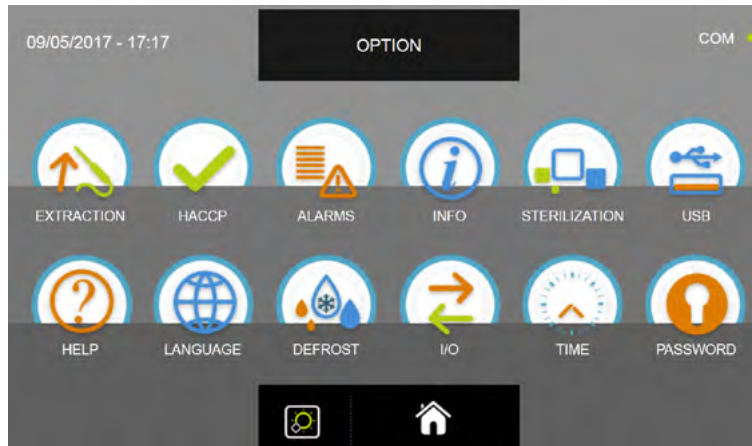 09/05/2017 - 17:17
OPTION
COM
EXTRACTION
HACCP
ALARMS
INFO
STERILIZATION
USB
HELP
LANGUAGE
DEFROST
I/O
TIME
PASSWORD